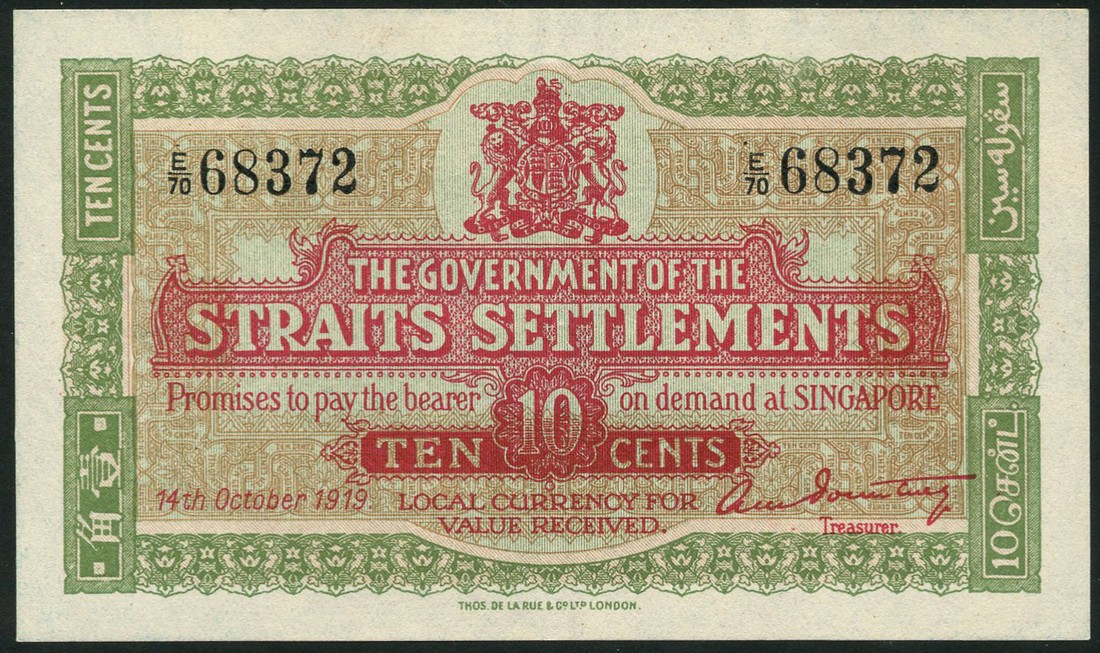 TEN CENTS
سڤوله سين
E/70 68372
E/70 68372
THE GOVERNMENT OF THE
STRAITS SETTLEMENTS
Promises to pay the bearer 10 on demand at SINGAPORE
TEN CENTS
14th October 1919. LOCAL CURRENCY FOR
VALUE RECEIVED.
Treasurer.
壹角
10 செண்ட்.
THOS. DE LA RUE & CO LTD LONDON.